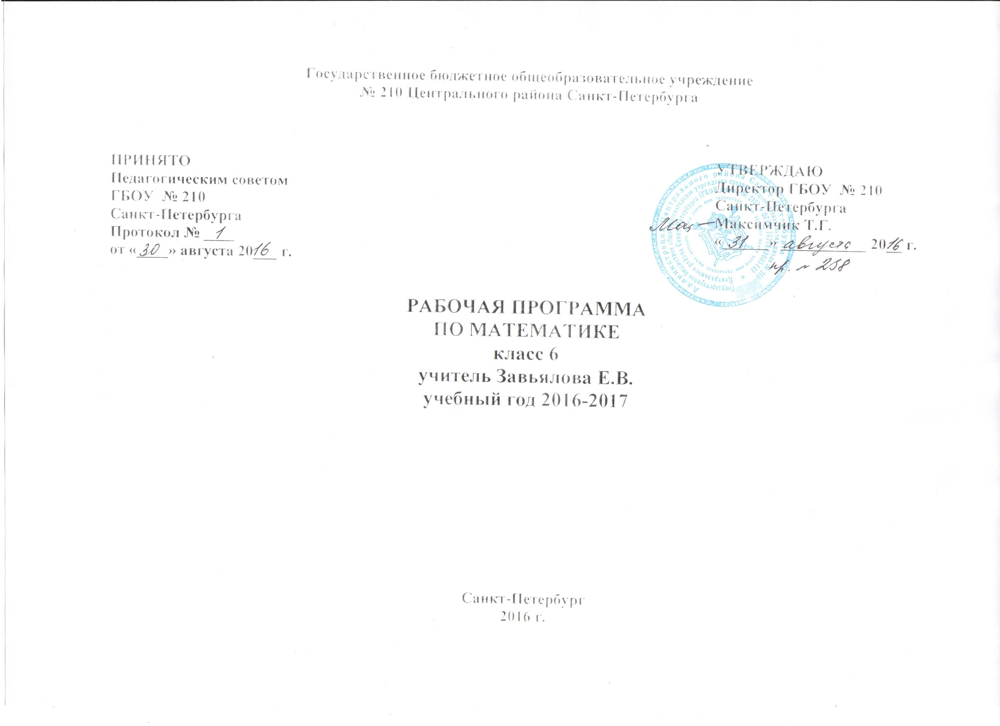 Государственное бюджетное общеобразовательное учреждение
№ 210 Центрального района Санкт-Петербурга
ПРИНЯТО
Педагогическим советом
ГБОУ № 210
Санкт-Петербурга
Протокол № 1
от «30» августа 2016 г.
УТВЕРЖДАЮ
Директор ГБОУ № 210
Санкт-Петербурга
Максимчик Т.Г.
«31» августа 2016 г.
пр. № 258
РАБОЧАЯ ПРОГРАММА
ПО МАТЕМАТИКЕ
класс 6
учитель Завьялова Е.В.
учебный год 2016-2017
Санкт-Петербург
2016 г.